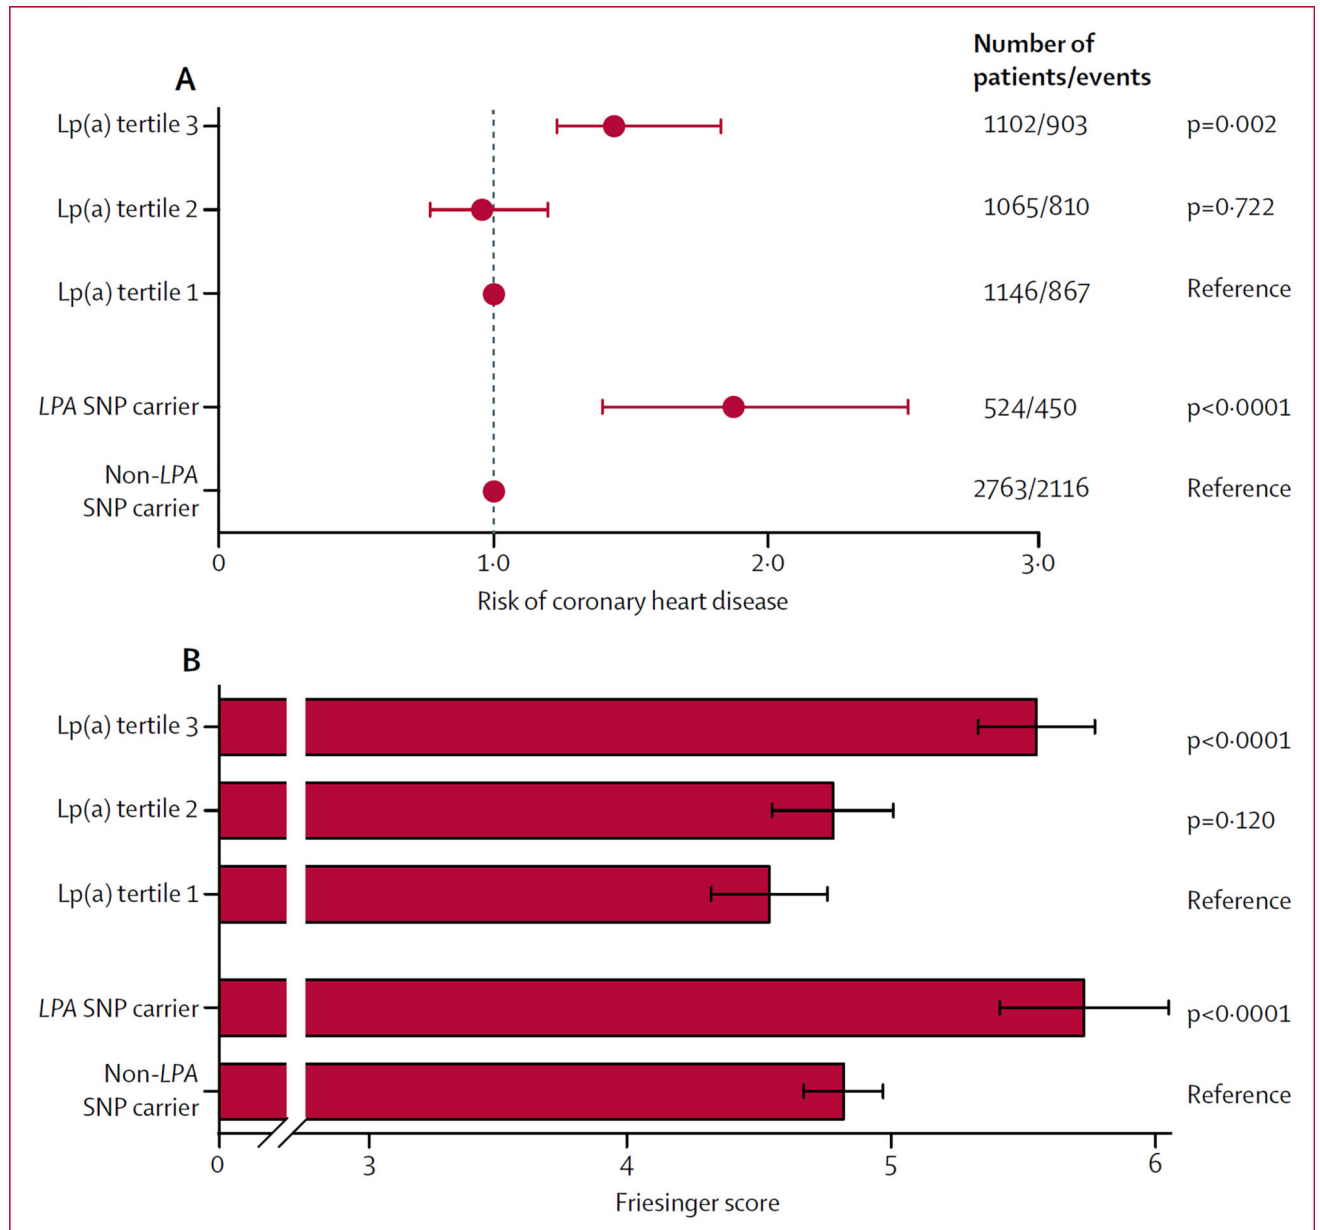 Number of
patients/events
A
Lp(a) tertile 3 1102/903 p=0·002
Lp(a) tertile 2 1065/810 p=0·722
Lp(a) tertile 1 1146/867 Reference
LPA SNP carrier 524/450 p<0·0001
Non-LPA
SNP carrier 2763/2116 Reference
0 1·0 2·0 3·0
Risk of coronary heart disease
B
Lp(a) tertile 3 p<0·0001
Lp(a) tertile 2 p=0·120
Lp(a) tertile 1 Reference
LPA SNP carrier p<0·0001
Non-LPA
SNP carrier Reference
0 3 4 5 6
Friesinger score